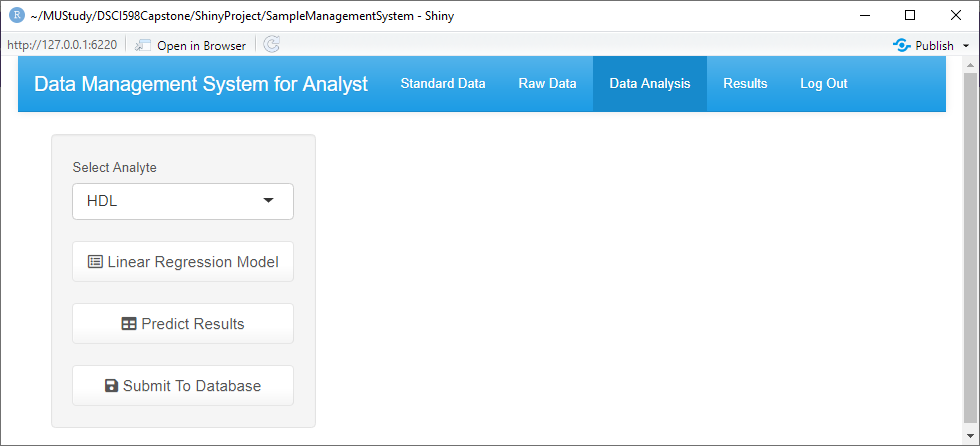 R ~/MUStudy/DSCI598Capstone/ShinyProject/SampleManagementSystem - Shiny
http://127.0.0.1:6220 Open in Browser Publish
Data Management System for Analyst Standard Data Raw Data Data Analysis Results Log Out
Select Analyte
HDL
Linear Regression Model
Predict Results
Submit To Database